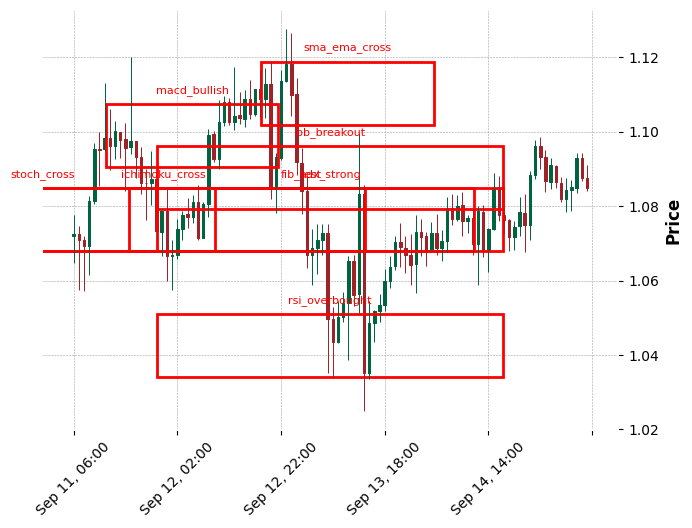 sma_ema_cross
1.12
macd_bullish
1.10
bb_breakout
stoch_cross
ichimoku_cross
fib_
_strong
1.08
Price
1.06
rsi_overbought
1.04
1.02
Sep 11, 06:00
Sep 12, 02:00
Sep 12, 22:00
Sep 13, 18:00
Sep 14, 14:00